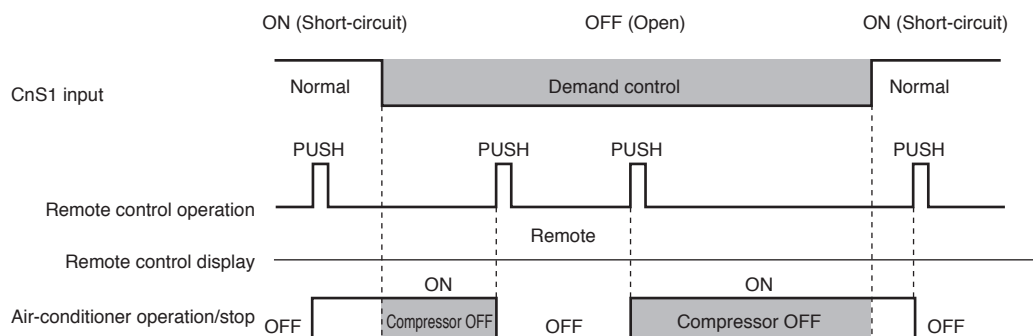 ON (Short-circuit) OFF (Open) ON (Short-circuit)
CnS1 input Normal Demand control Normal
PUSH PUSH PUSH PUSH
Remote control operation
Remote
Remote control display
ON ON
Air-conditioner operation/stop OFF Compressor OFF OFF Compressor OFF OFF